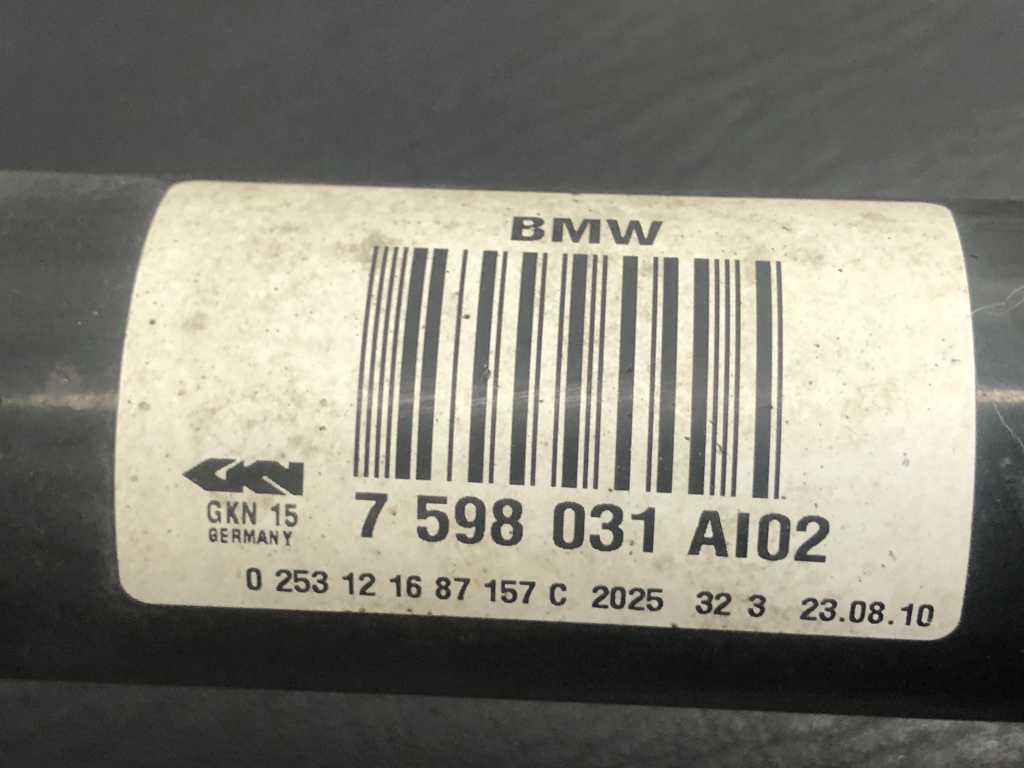 BMW
GKN
GKN 15
GERMANY
7 598 031 AI02
0 253 12 16 87 157 C 2025 32 3 23.08.10